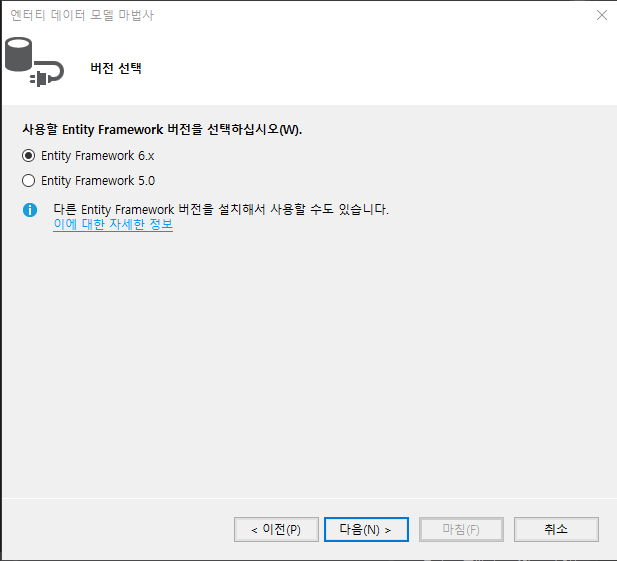 엔터티 데이터 모델 마법사
버전 선택
사용할 Entity Framework 버전을 선택하십시오(W).
Entity Framework 6.x
Entity Framework 5.0
다른 Entity Framework 버전을 설치해서 사용할 수도 있습니다.
이에 대한 자세한 정보
< 이전(P)
다음(N) >
마침(F)
취소